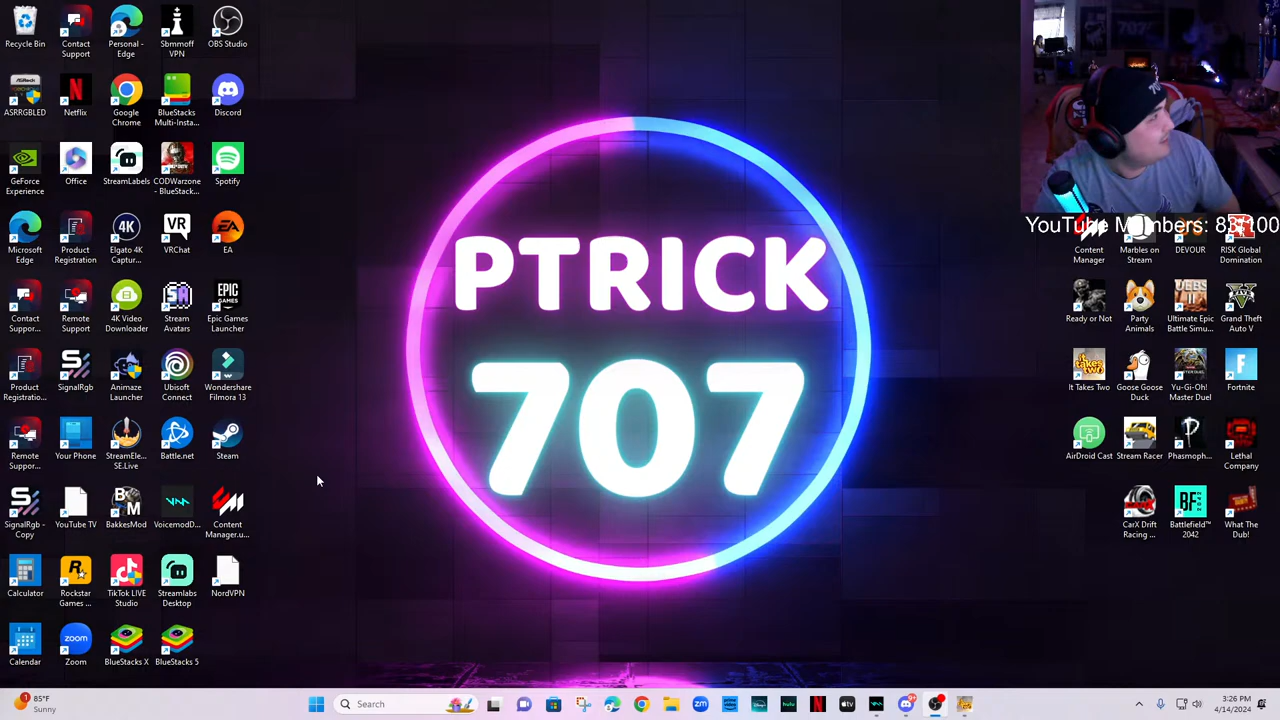 Recycle Bin
Contact Support
Personal - Edge
Sbmmoff VPN
OBS Studio
ASRRGBLED
Netflix
Google Chrome
BlueStacks Multi-Insta...
Discord
GeForce Experience
Office
StreamLabels
CODWarzone - BlueStack...
Spotify
Microsoft Edge
Product Registration
Elgato 4K Captur...
VRChat
EA
Contact Suppor...
Remote Support
4K Video Downloader
Stream Avatars
Epic Games Launcher
Product Registratio...
SignalRgb
Animaze Launcher
Ubisoft Connect
Wondershare Filmora 13
Remote Suppor...
Your Phone
StreamEle... SE.Live
Battle.net
Steam
SignalRgb - Copy
YouTube TV
BakkesMod
VoicemodD...
Content Manager.u...
Calculator
Rockstar Games ...
TikTok LIVE Studio
Streamlabs Desktop
NordVPN
Calendar
Zoom
BlueStacks X
BlueStacks 5
PTRICK
707
YouTube Members: 83/100
Content Manager
Marbles on Stream
DEVOUR
RISK Global Domination
Ready or Not
Party Animals
Ultimate Epic Battle Simu...
Grand Theft Auto V
It Takes Two
Goose Goose Duck
Yu-Gi-Oh! Master Duel
Fortnite
AirDroid Cast
Stream Racer
Phasmoph...
Lethal Company
CarX Drift Racing ...
Battlefield™ 2042
What The Dub!
85°F
Sunny
Search
3:26 PM
4/14/2024